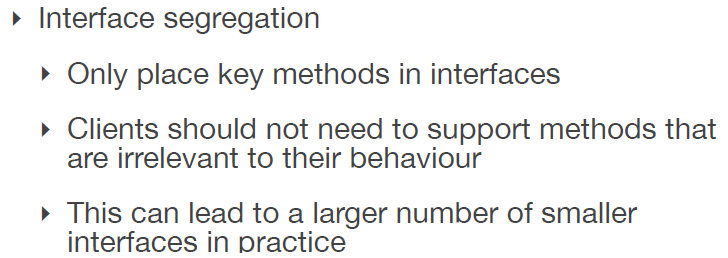 Interface segregation
Only place key methods in interfaces
Clients should not need to support methods that
are irrelevant to their behaviour
This can lead to a larger number of smaller
interfaces in practice